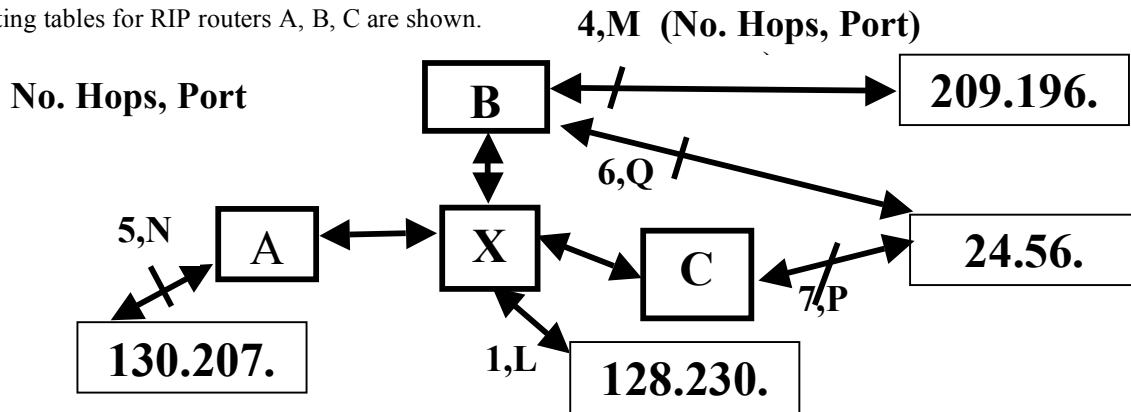 ting tables for RIP routers A, B, C are shown.
4,M (No. Hops, Port)
No. Hops, Port
B
209.196.
6,Q
5,N
A
X
C
24.56.
7,P
130.207.
1,L
128.230.